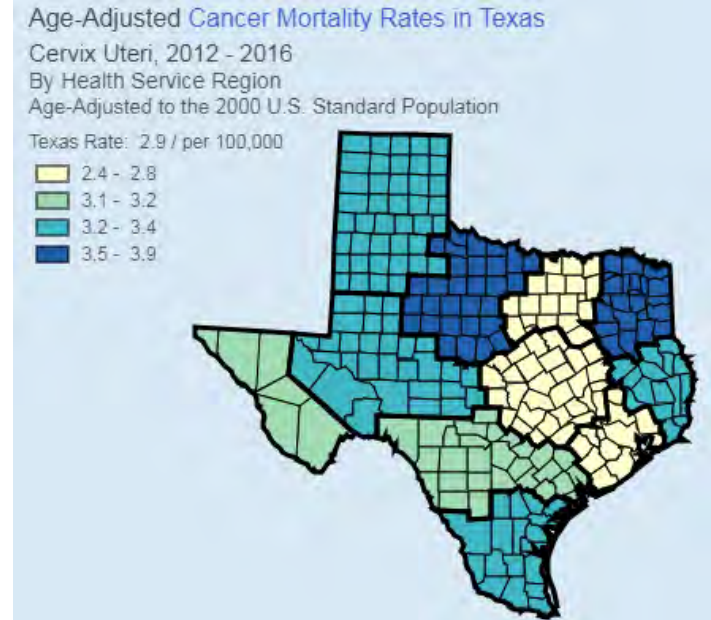 Age-Adjusted Cancer Mortality Rates in Texas
Cervix Uteri, 2012 - 2016
By Health Service Region
Age-Adjusted to the 2000 U.S. Standard Population
Texas Rate: 2.9 / per 100,000
2.4 - 2.8
3.1 - 3.2
3.2 - 3.4
3.5 - 3.9